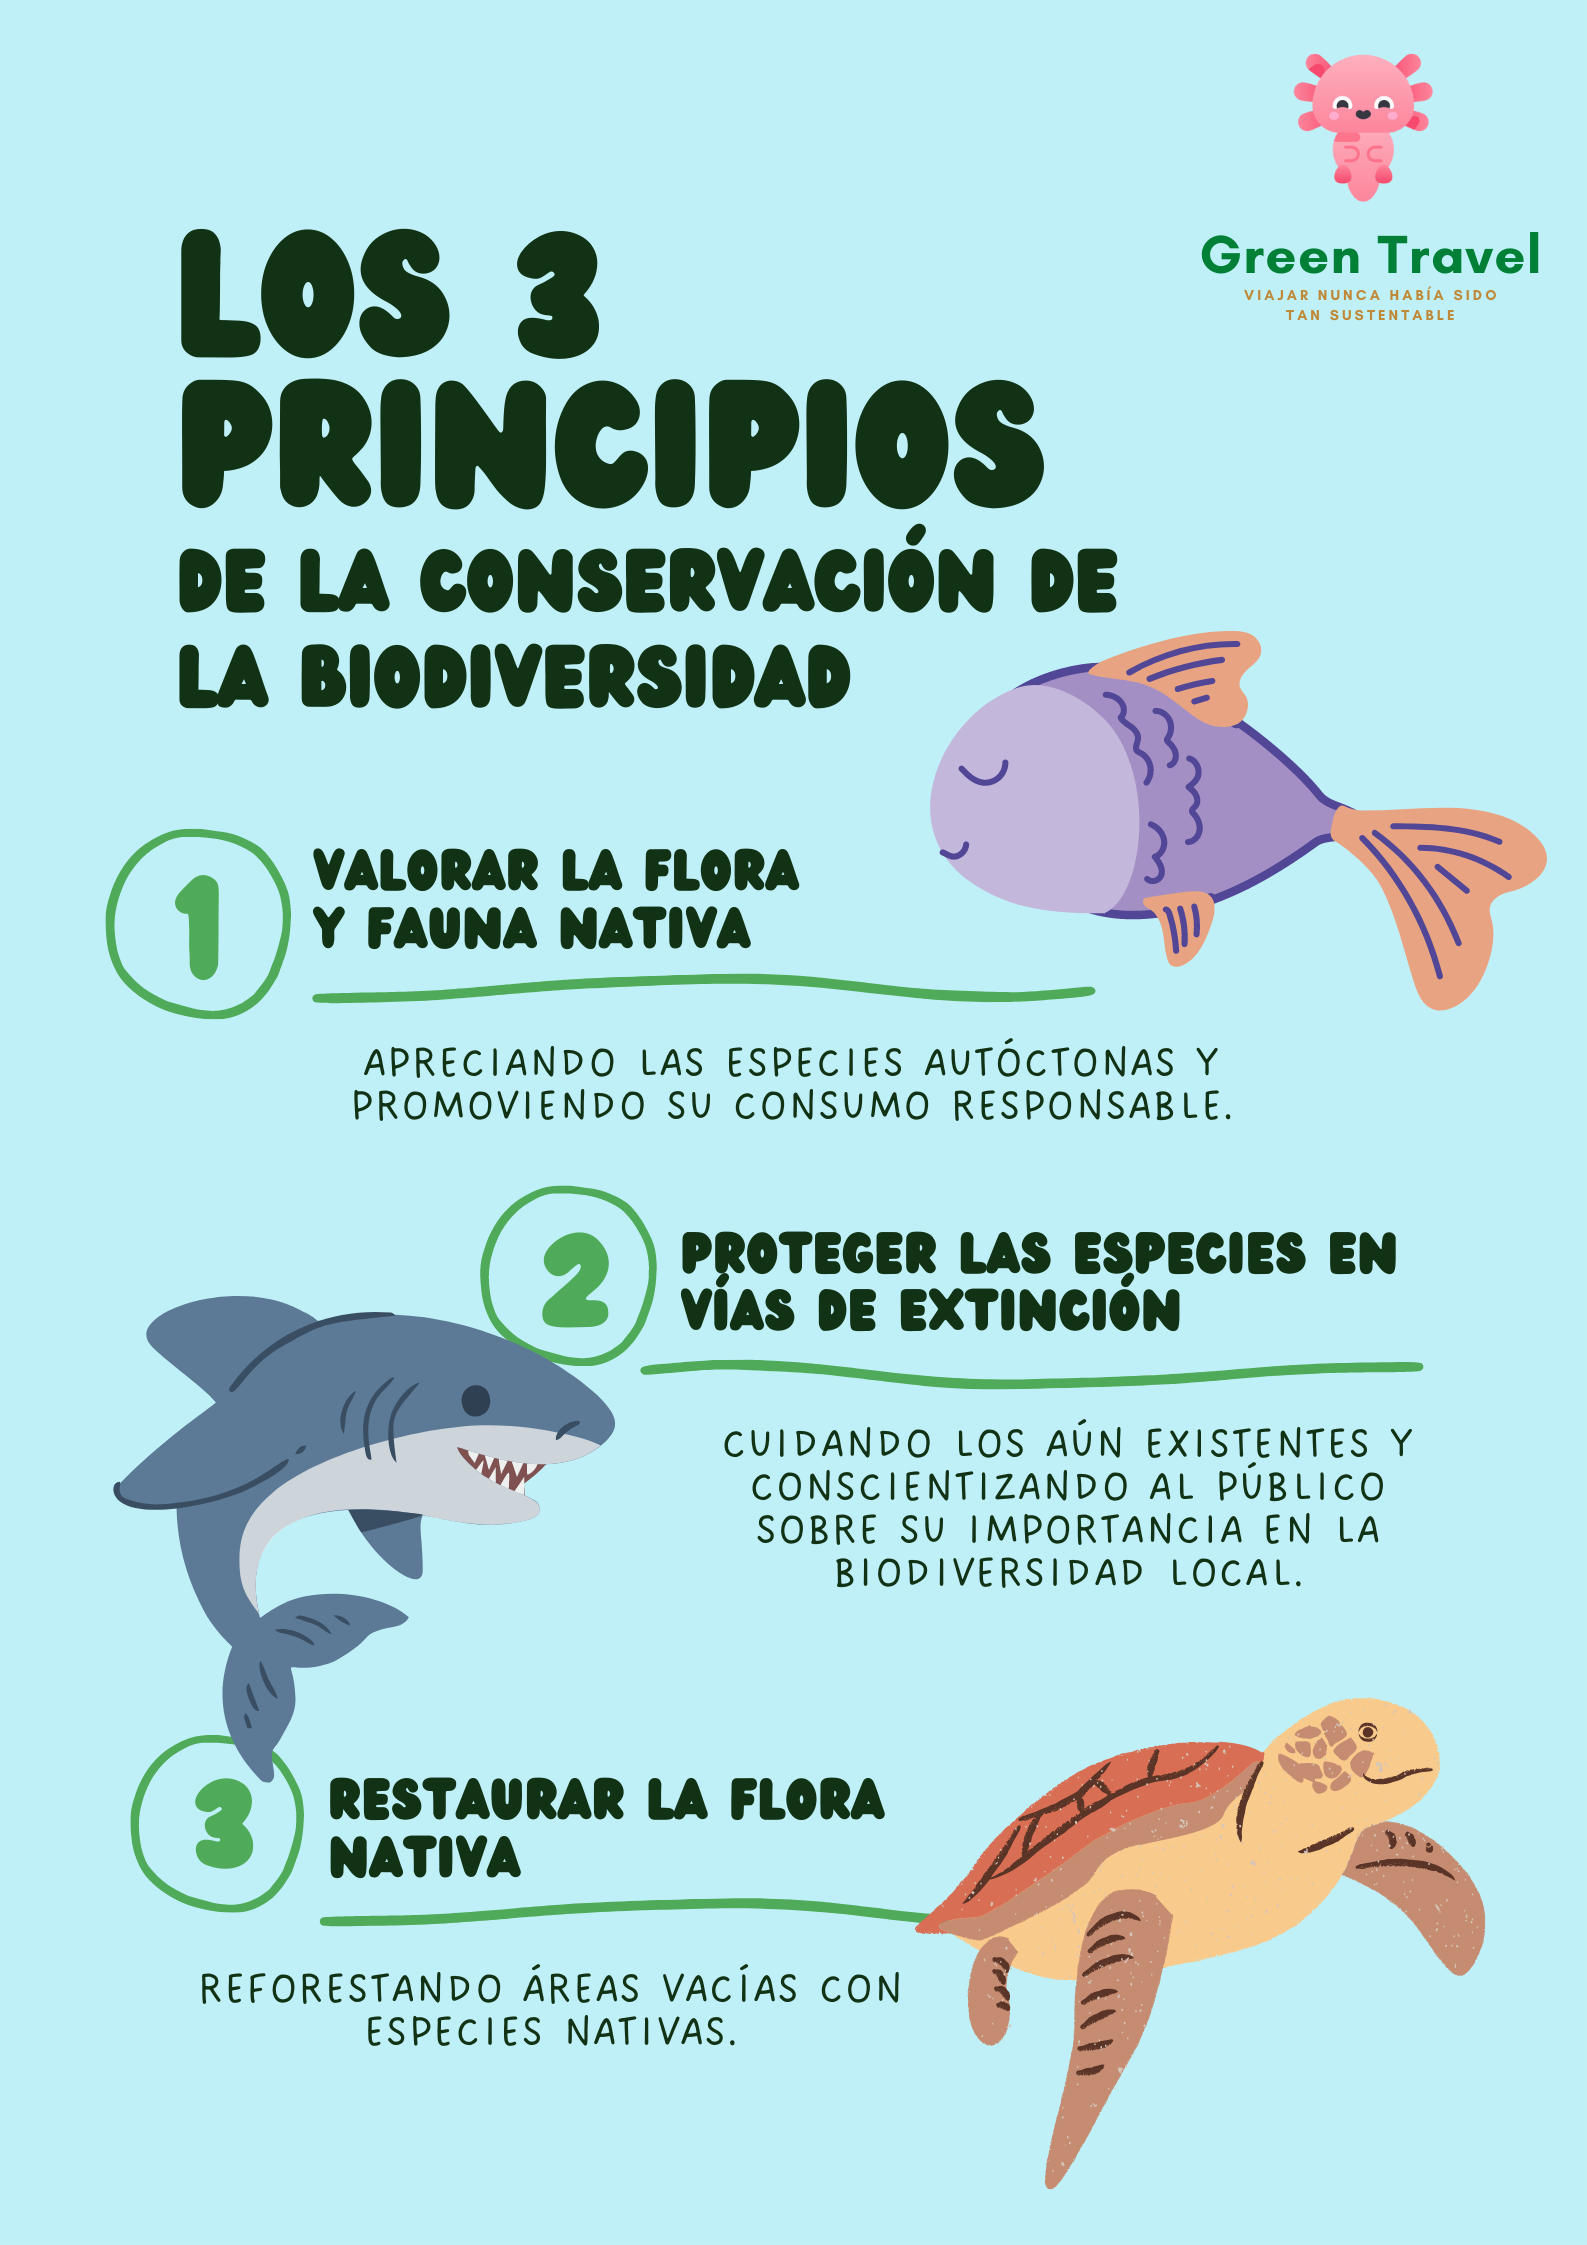 Green Travel
VIAJAR NUNCA HABÍA SIDO
TAN SUSTENTABLE
LOS 3
PRINCIPIOS
DE LA CONSERVACIÓN DE
LA BIODIVERSIDAD
1
VALORAR LA FLORA
Y FAUNA NATIVA
APRECIANDO LAS ESPECIES AUTÓCTONAS Y
PROMOVIENDO SU CONSUMO RESPONSABLE.
2
PROTEGER LAS ESPECIES EN
VÍAS DE EXTINCIÓN
CUIDANDO LOS AÚN EXISTENTES Y
CONSCIENTIZANDO AL PÚBLICO
SOBRE SU IMPORTANCIA EN LA
BIODIVERSIDAD LOCAL.
3
RESTAURAR LA FLORA
NATIVA
REFORESTANDO ÁREAS VACÍAS CON
ESPECIES NATIVAS.